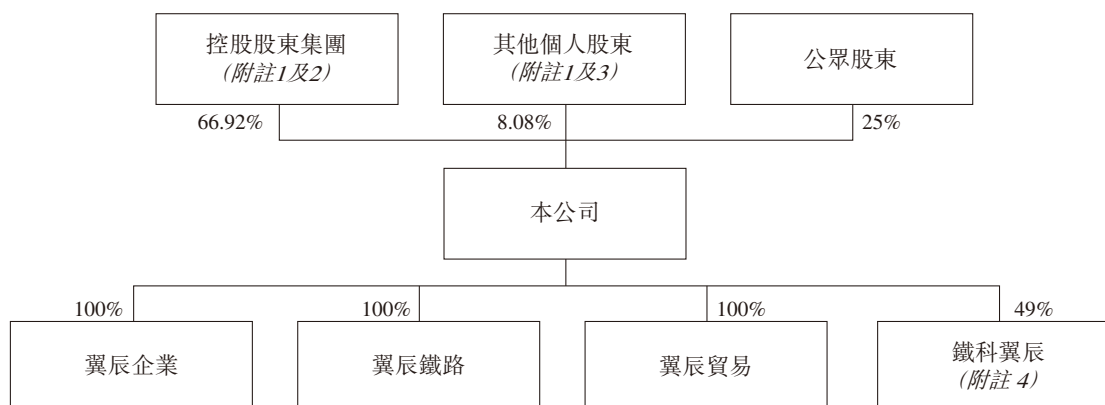 控股股東集團
(附註1及2)
其他個人股東
(附註1及3)
公眾股東
66.92%
8.08%
25%
本公司
100%
100%
100%
49%
翼辰企業
翼辰鐵路
翼辰貿易
鐵科翼辰
(附註 4)